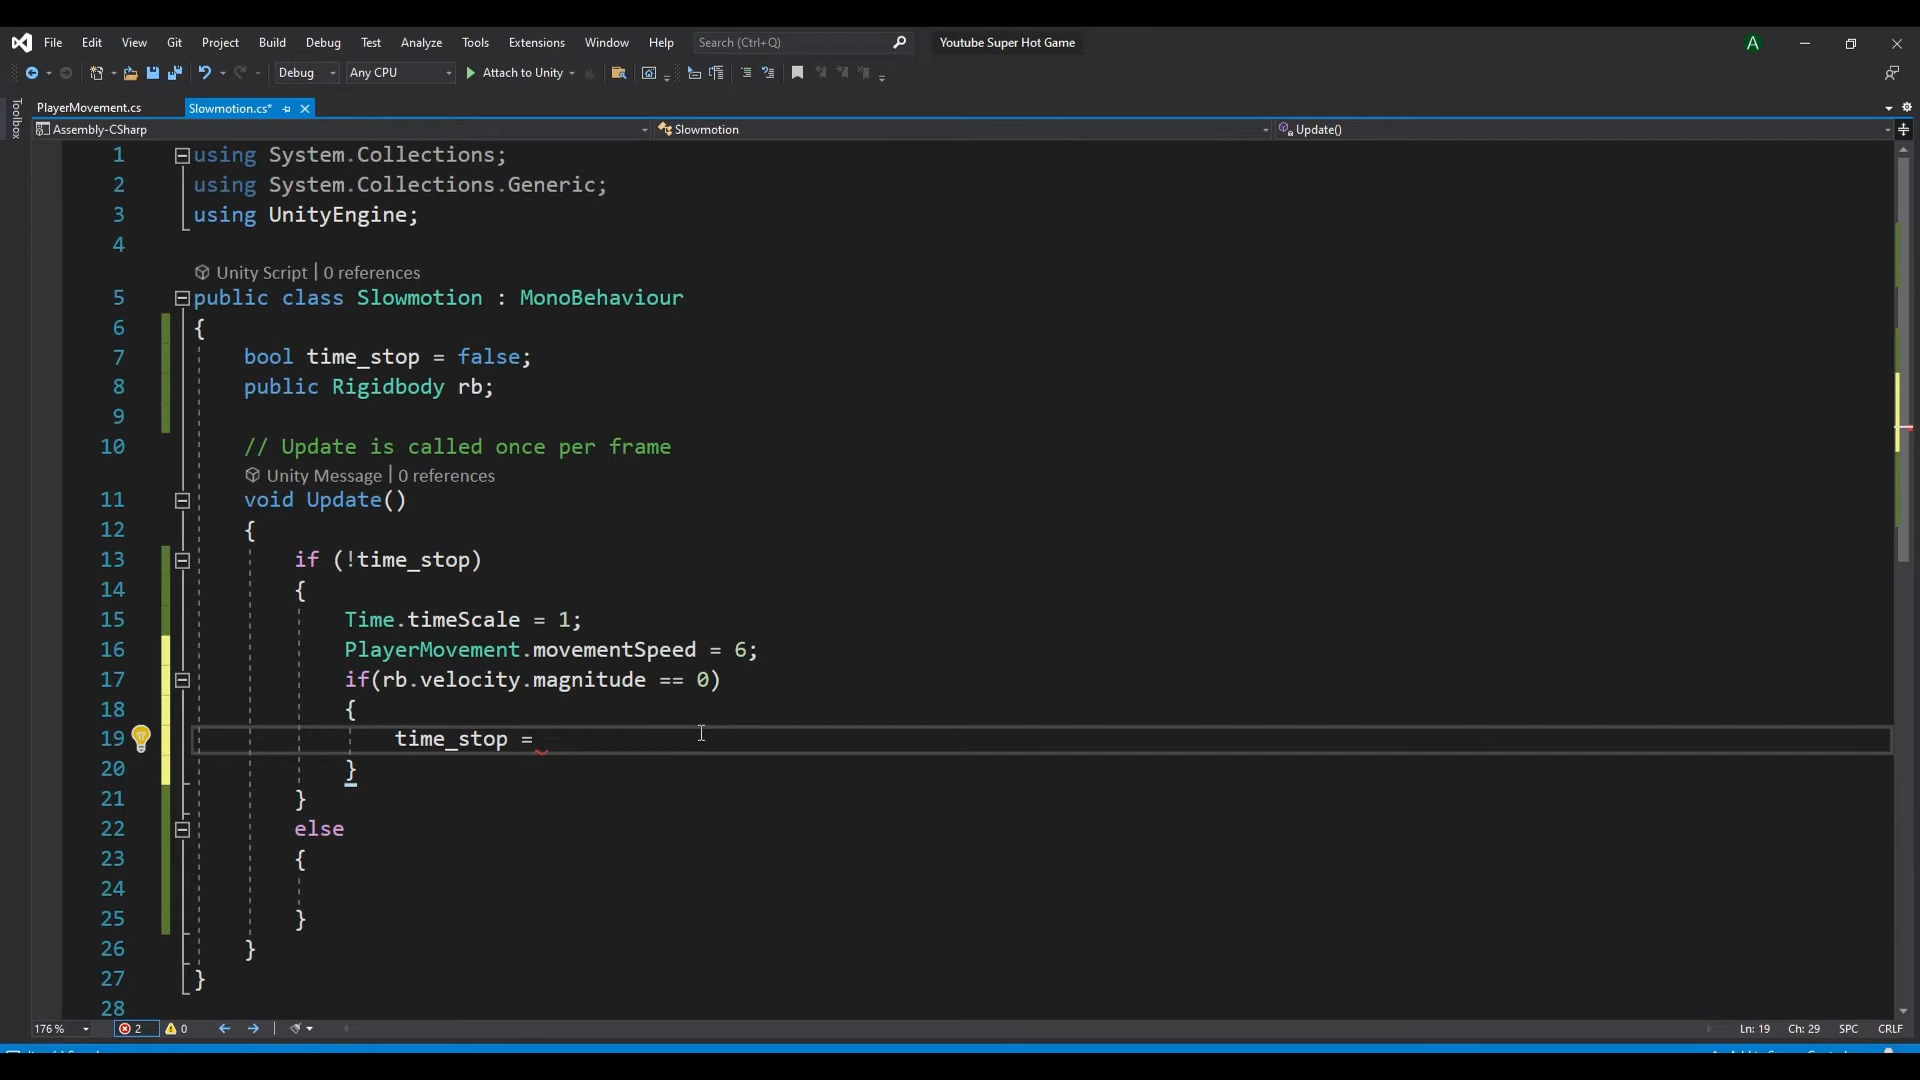 File Edit View Git Project Build Debug Test Analyze Tools Extensions Window Help Search (Ctrl+Q) Youtube Super Hot Game A
Debug Any CPU Attach to Unity
PlayerMovement.cs Slowmotion.cs*
Toolbox
Assembly-CSharp Slowmotion Update()
1 using System.Collections;
2 using System.Collections.Generic;
3 using UnityEngine;
4
Unity Script | 0 references
5 public class Slowmotion : MonoBehaviour
6 {
7 bool time_stop = false;
8 public Rigidbody rb;
9
10 // Update is called once per frame
Unity Message | 0 references
11 void Update()
12 {
13 if (!time_stop)
14 {
15 Time.timeScale = 1;
16 PlayerMovement.movementSpeed = 6;
17 if(rb.velocity.magnitude == 0)
18 {
19 time_stop =
20 }
21 }
22 else
23 {
24
25 }
26 }
27 }
28
176 % 2 0 Ln: 19 Ch: 29 SPC CRLF